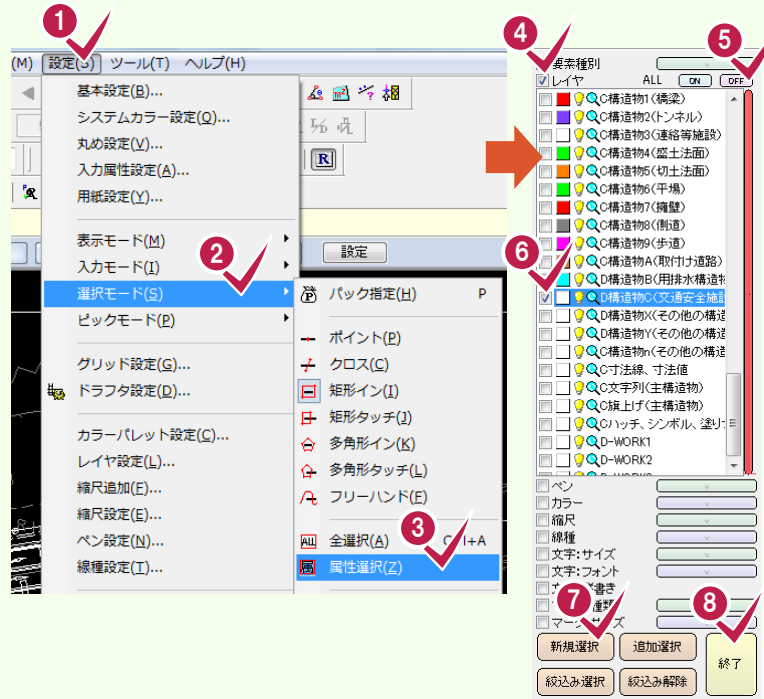 1
(M) 設定(S) ツール(T) ヘルプ(H)
基本設定(B)...
システムカラー設定(O)...
丸め設定(V)...
入力属性設定(A)...
用紙設定(Y)...
表示モード(M)
入力モード(I)
選択モード(S)
ピックモード(P)
グリッド設定(G)...
ドラフタ設定(D)...
カラーパレット設定(C)...
レイヤ設定(L)...
縮尺追加(F)...
縮尺設定(E)...
ペン設定(N)...
線種設定(T)...
2
R
設定
パック指定(H) P
ポイント(P)
クロス(C)
矩形イン(I)
矩形タッチ(J)
多角形イン(K)
多角形タッチ(L)
フリーハンド(F)
3
ALL 全選択(A) Ctrl+A
属性選択(Z)
4
5
要素種別
レイヤ ALL ON OFF
C構造物1(橋梁)
C構造物2(トンネル)
C構造物3(連絡等施設)
C構造物4(盛土法面)
C構造物5(切土法面)
C構造物6(平場)
C構造物7(擁壁)
C構造物8(側道)
6
C構造物9(歩道)
C構造物A(取付け道路)
D構造物B(用排水構造物
D構造物C(交通安全施設
D構造物X(その他の構造
D構造物Y(その他の構造
C構造物n(その他の構造
C寸法線、寸法値
C文字列(主構造物)
C旗上げ(主構造物)
Cハッチ、シンボル、塗りつ
D-WORK1
D-WORK2
ペン
カラー
縮尺
線種
文字:サイズ
文字:フォント
7
8
新規選択 追加選択
終了
絞込み選択 絞込み解除